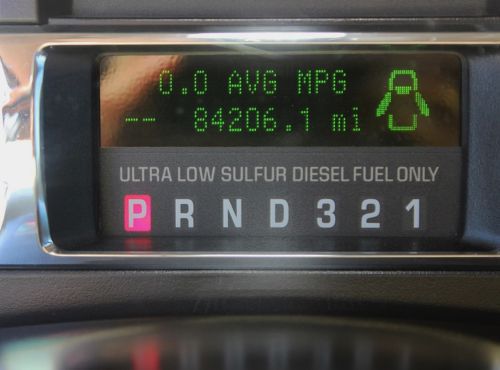 0.0 AVG MPG
-- 84206.1 mi
ULTRA LOW SULFUR DIESEL FUEL ONLY
P R N D 3 2 1